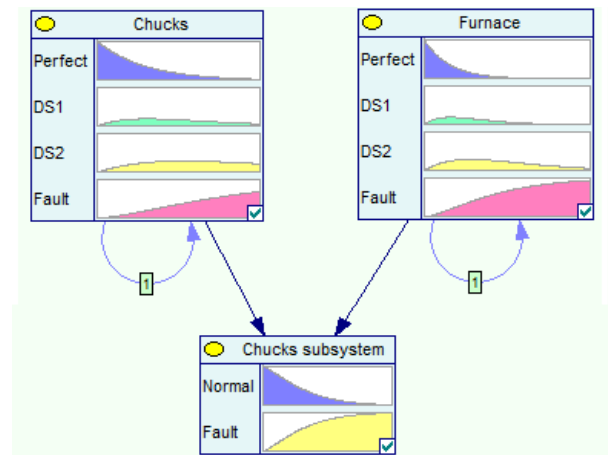 Chucks
Perfect
DS1
DS2
Fault
Furnace
Perfect
DS1
DS2
Fault
1
1
Chucks subsystem
Normal
Fault